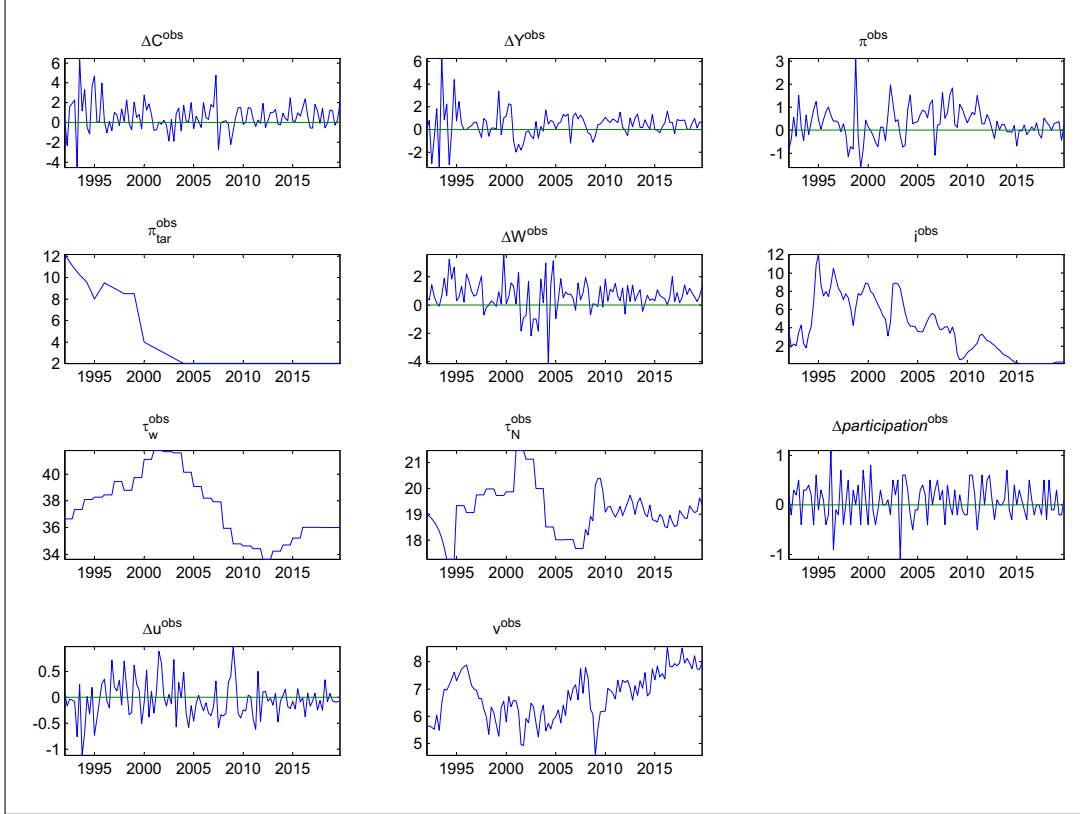 ΔC^obs ΔY^obs π^obs
6 6 3
4 4 2
2 2 1
0 0 0
-2 -2 -1
-4
1995 2000 2005 2010 2015 1995 2000 2005 2010 2015 1995 2000 2005 2010 2015
π_tar^obs ΔW^obs i^obs
12 2 12
10 0 10
8 -2 8
6 -4 6
4 4
2 2
1995 2000 2005 2010 2015 1995 2000 2005 2010 2015 1995 2000 2005 2010 2015
τ_w^obs τ_N^obs Δparticipation^obs
40 21 1
38 20 0
36 19 -1
34 18
1995 2000 2005 2010 2015 1995 2000 2005 2010 2015 1995 2000 2005 2010 2015
Δu^obs v^obs
0.5 8
0 7
-0.5 6
-1 5
1995 2000 2005 2010 2015 1995 2000 2005 2010 2015